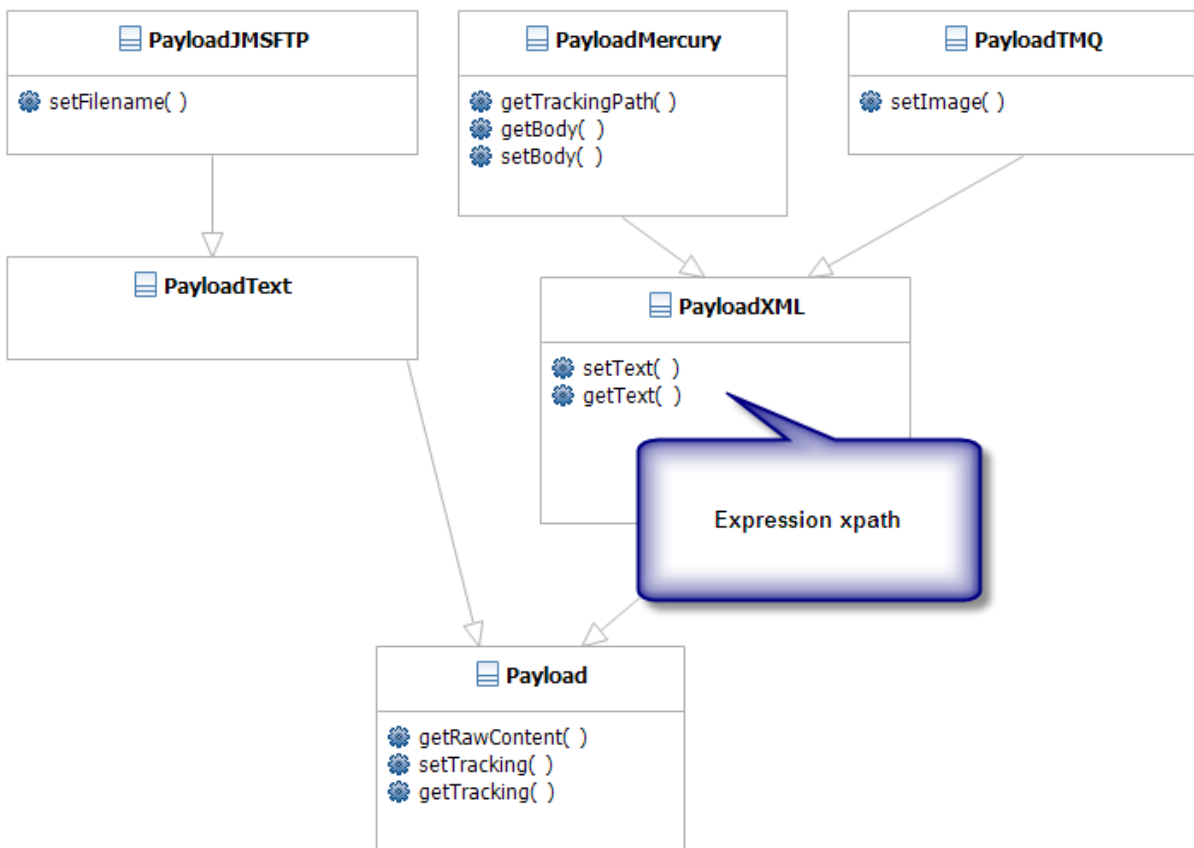 PayloadJMSFTP
setFilename( )
PayloadMercury
getTrackingPath( )
getBody( )
setBody( )
PayloadTMQ
setImage( )
PayloadText
PayloadXML
setText( )
getText( )
Expression xpath
Payload
getRawContent( )
setTracking( )
getTracking( )